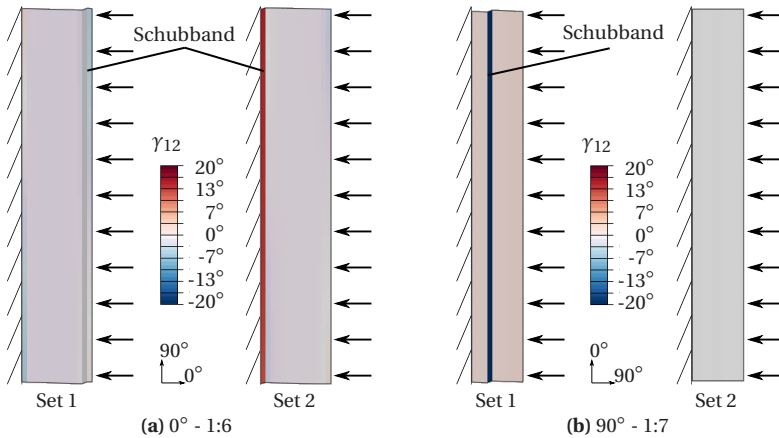 Schubband
γ12
20°
13°
7°
0°
-7°
-13°
-20°
90°
0°
Set 1
Set 2
(a) 0° - 1:6
Schubband
γ12
20°
13°
7°
0°
-7°
-13°
-20°
0°
90°
Set 1
Set 2
(b) 90° - 1:7